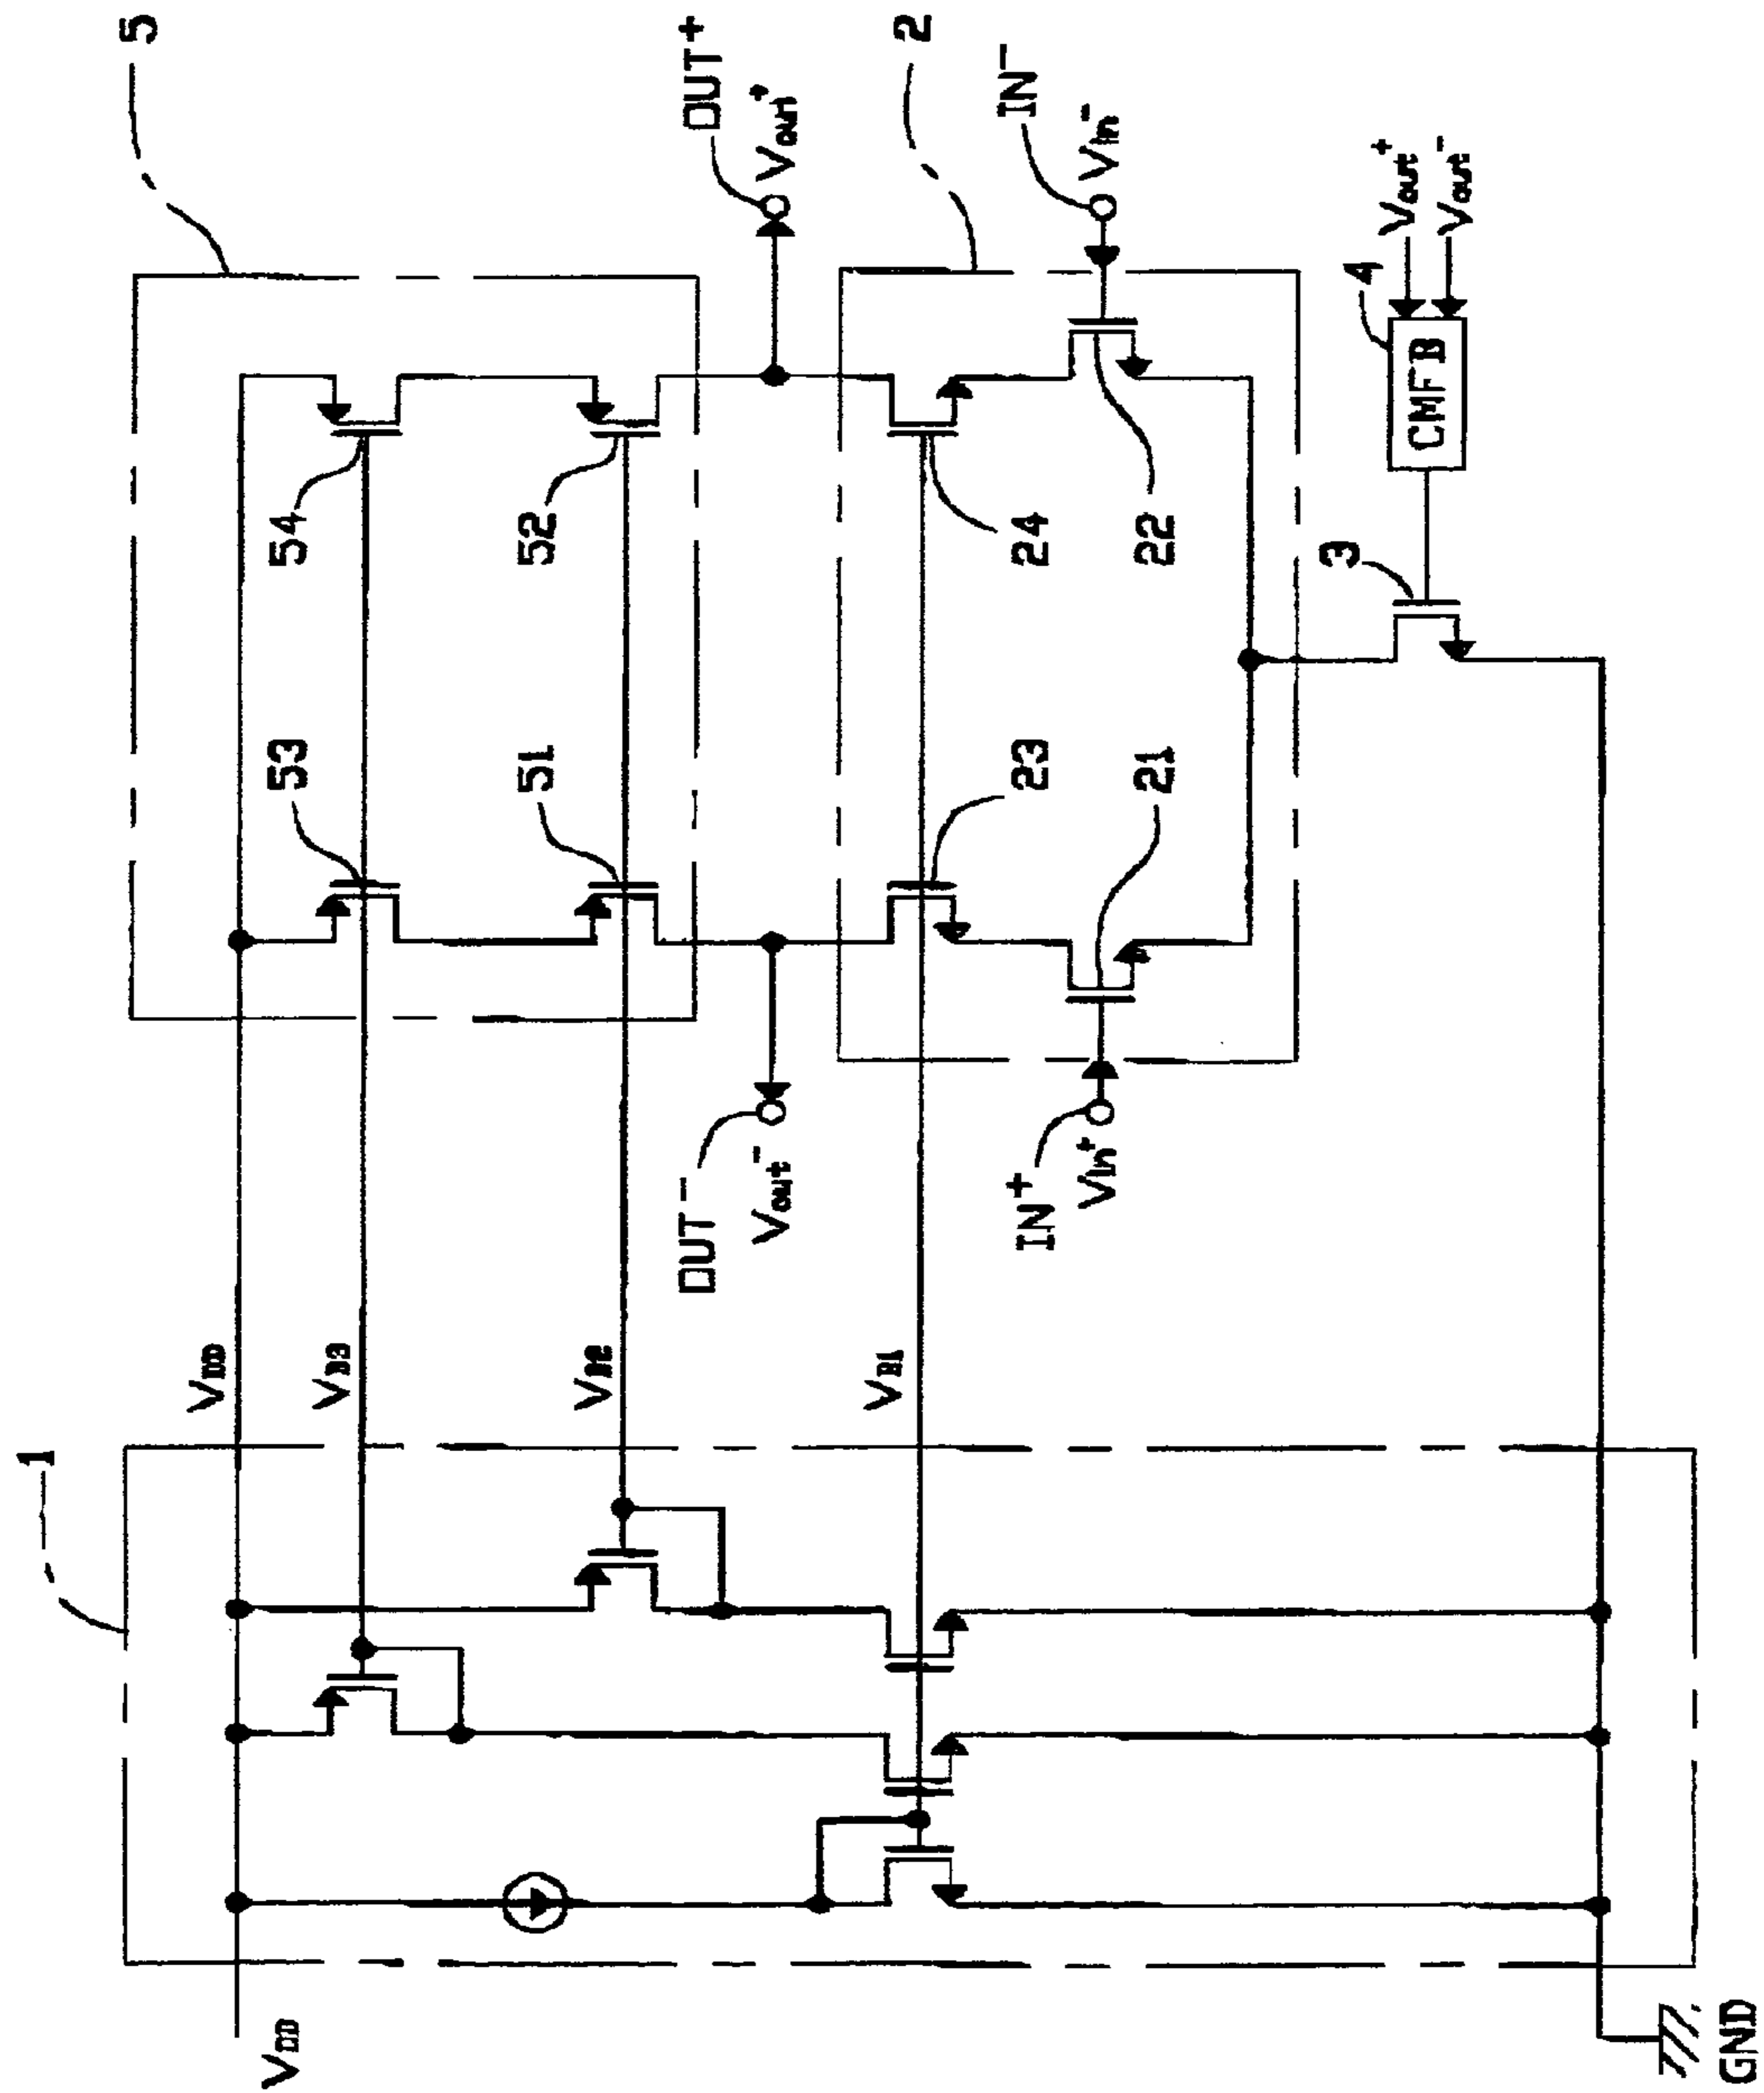 1
V_DD
V_DD
V_B3
V_B2
V_B1
GND
5
53
54
51
52
OUT⁻
V_out⁻
OUT⁺
V_out⁺
2
23
24
21
22
IN⁺
V_in⁺
IN⁻
V_in⁻
3
4
CMFB
V_out⁺
V_out⁻